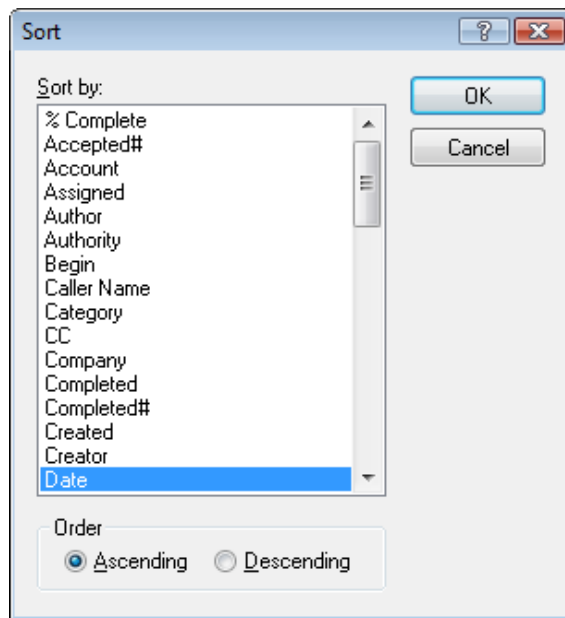 Sort
Sort by:
% Complete
Accepted#
Account
Assigned
Author
Authority
Begin
Caller Name
Category
CC
Company
Completed
Completed#
Created
Creator
Date
OK
Cancel
Order
Ascending Descending